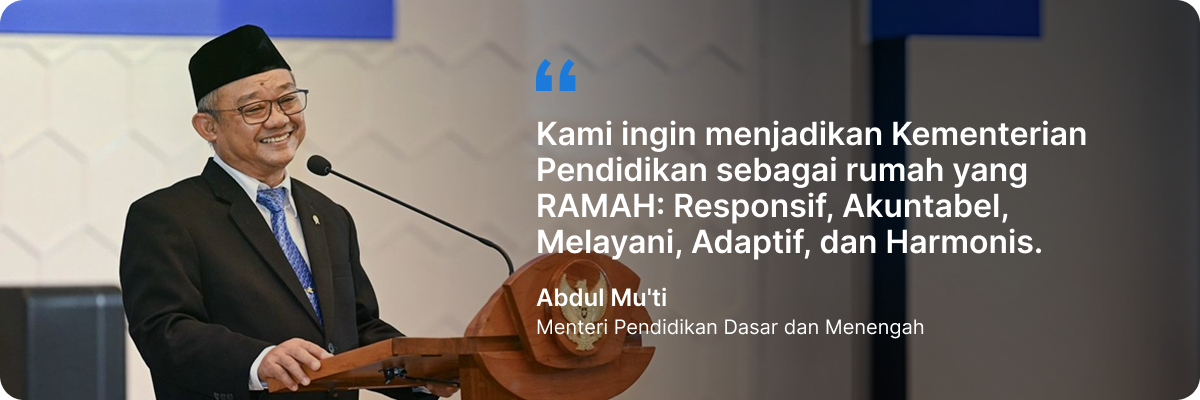 Kami ingin menjadikan Kementerian
Pendidikan sebagai rumah yang
RAMAH: Responsif, Akuntabel,
Melayani, Adaptif, dan Harmonis.
Abdul Mu'ti
Menteri Pendidikan Dasar dan Menengah